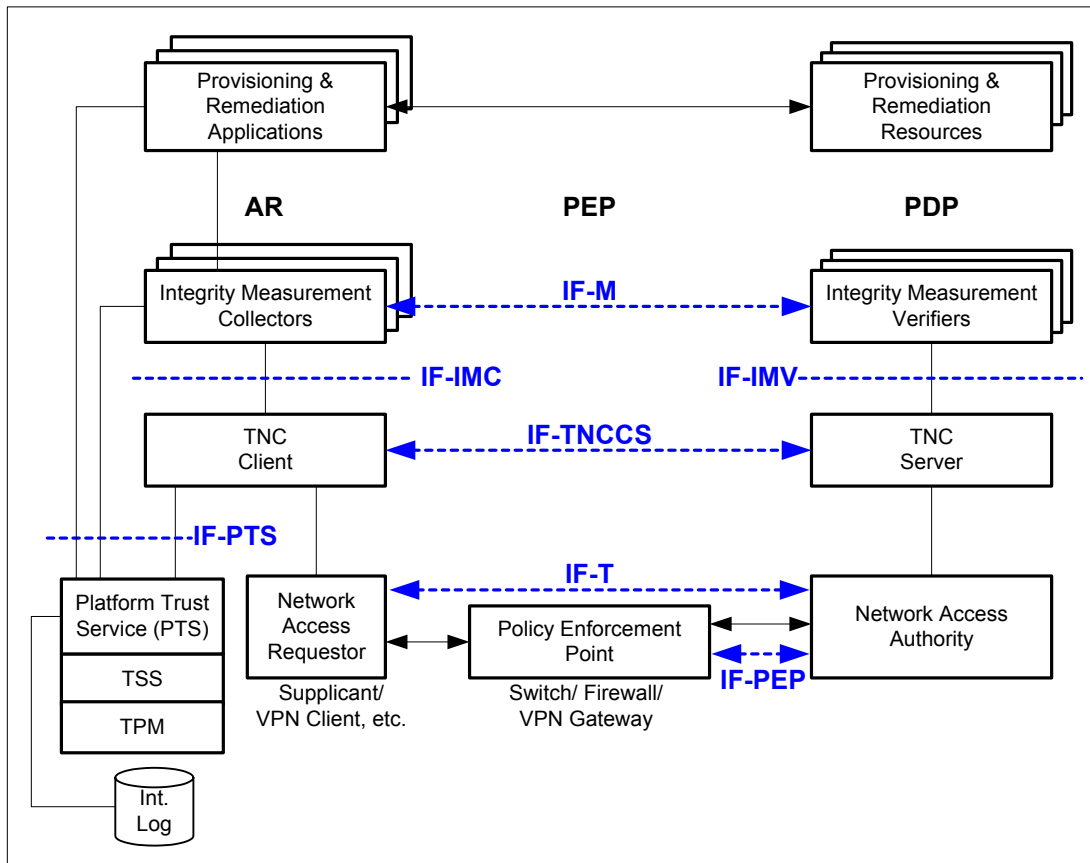 Provisioning &
Remediation
Applications
Provisioning &
Remediation
Resources
AR
PEP
PDP
Integrity Measurement
Collectors
IF-M
Integrity Measurement
Verifiers
IF-IMC
IF-IMV
TNC
Client
IF-TNCCS
TNC
Server
IF-PTS
Platform Trust
Service (PTS)
TSS
TPM
Int.
Log
Network
Access
Requestor
Supplicant/
VPN Client, etc.
IF-T
Policy Enforcement
Point
Switch/ Firewall/
VPN Gateway
IF-PEP
Network Access
Authority